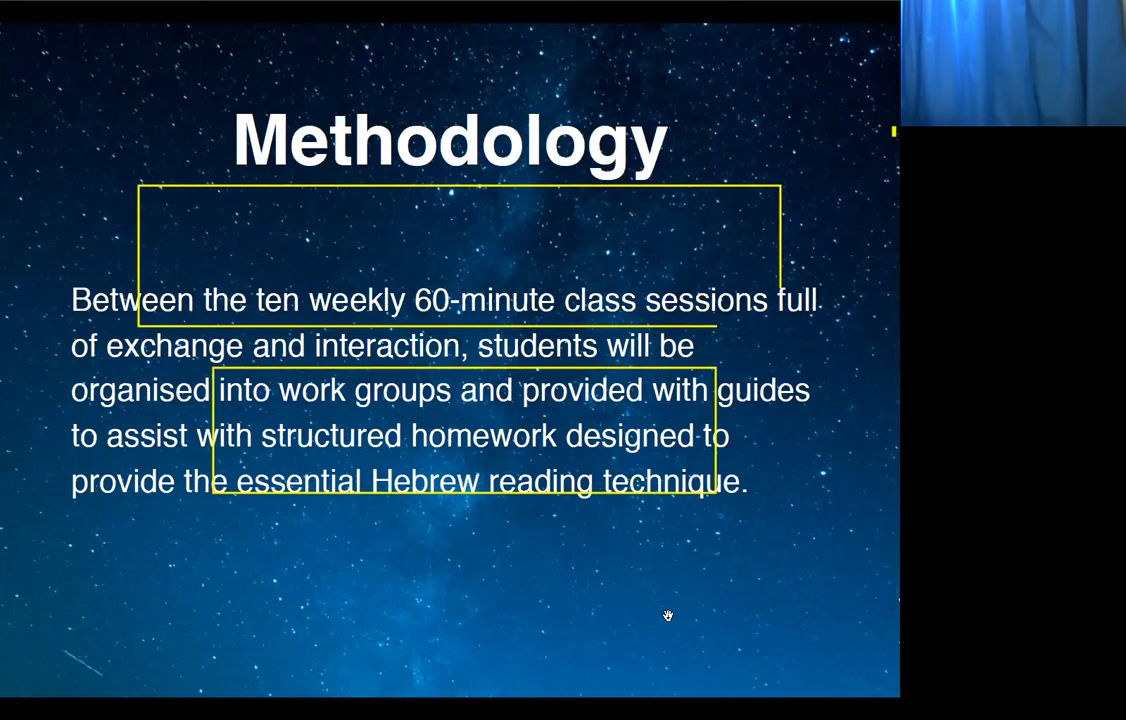 Methodology
Between the ten weekly 60-minute class sessions full
of exchange and interaction, students will be
organised into work groups and provided with guides
to assist with structured homework designed to
provide the essential Hebrew reading technique.